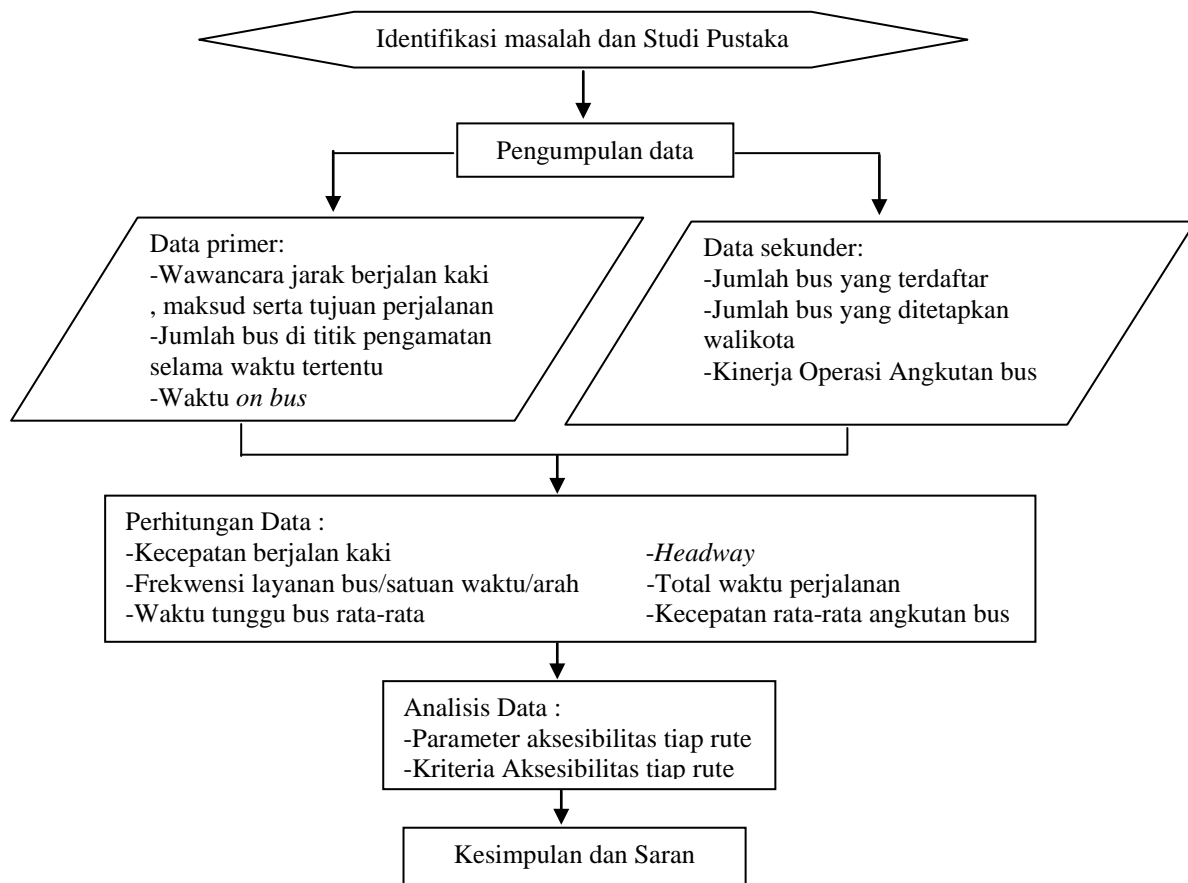 Identifikasi masalah dan Studi Pustaka
Pengumpulan data
Data primer:
-Wawancara jarak berjalan kaki
, maksud serta tujuan perjalanan
-Jumlah bus di titik pengamatan
selama waktu tertentu
-Waktu on bus
Data sekunder:
-Jumlah bus yang terdaftar
-Jumlah bus yang ditetapkan
walikota
-Kinerja Operasi Angkutan bus
Perhitungan Data :
-Kecepatan berjalan kaki
-Frekwensi layanan bus/satuan waktu/arah
-Waktu tunggu bus rata-rata
-Headway
-Total waktu perjalanan
-Kecepatan rata-rata angkutan bus
Analisis Data :
-Parameter aksesibilitas tiap rute
-Kriteria Aksesibilitas tiap rute
Kesimpulan dan Saran